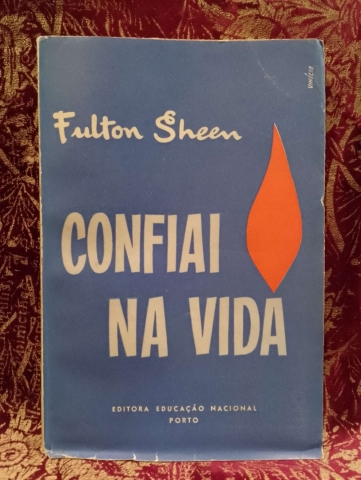 Fulton Sheen
CONFIAI
NA VIDA
EDITORA EDUCAÇÃO NACIONAL
PORTO